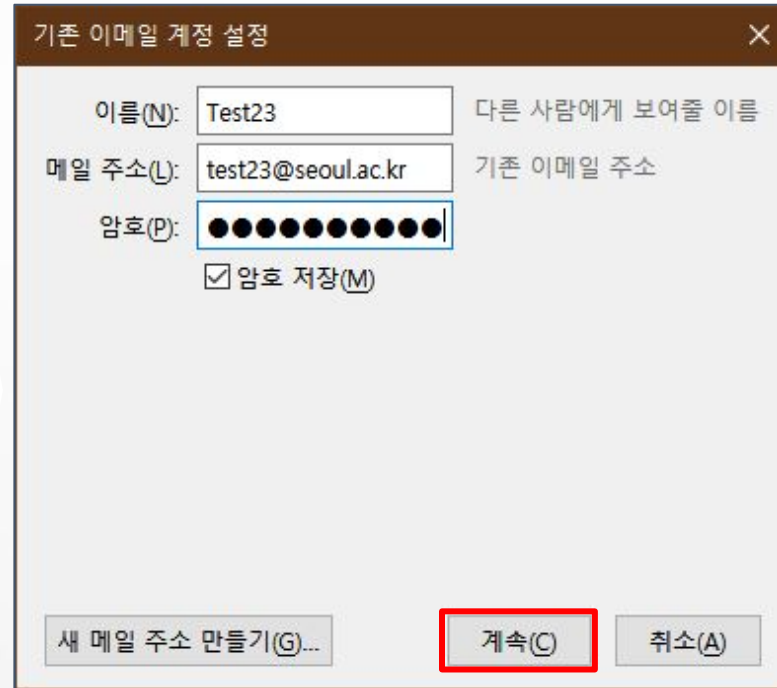 기존 이메일 계정 설정
이름(N): Test23 다른 사람에게 보여줄 이름
메일 주소(L): test23@seoul.ac.kr 기존 이메일 주소
암호(P): ●●●●●●●●●●
암호 저장(M)
새 메일 주소 만들기(G)... 계속(C) 취소(A)